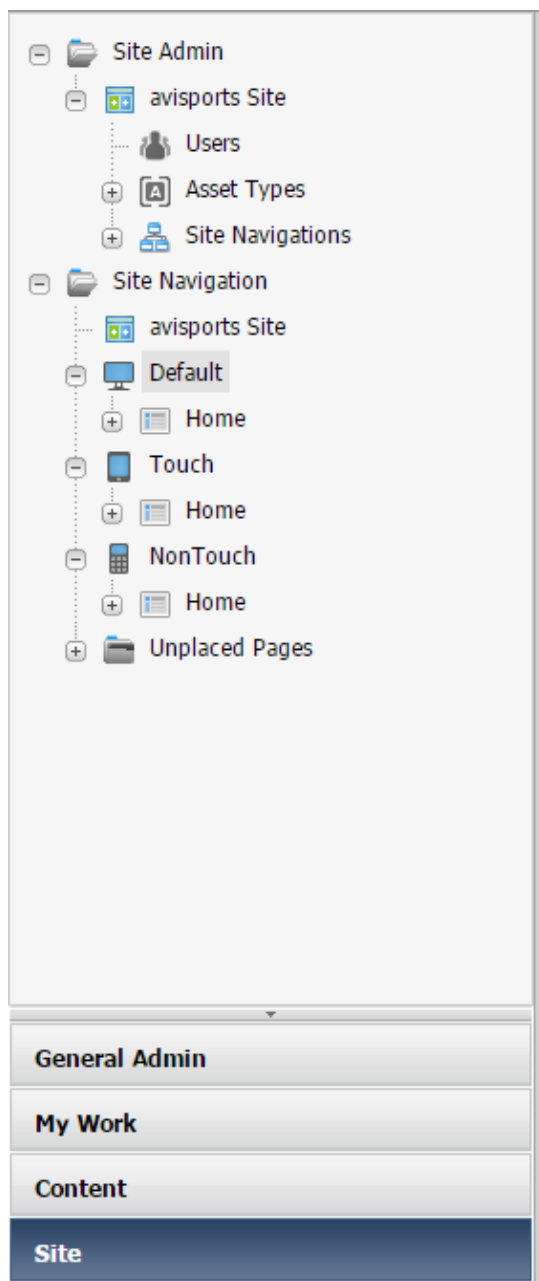 Site Admin
avisports Site
Users
Asset Types
Site Navigations
Site Navigation
avisports Site
Default
Home
Touch
Home
NonTouch
Home
Unplaced Pages
General Admin
My Work
Content
Site